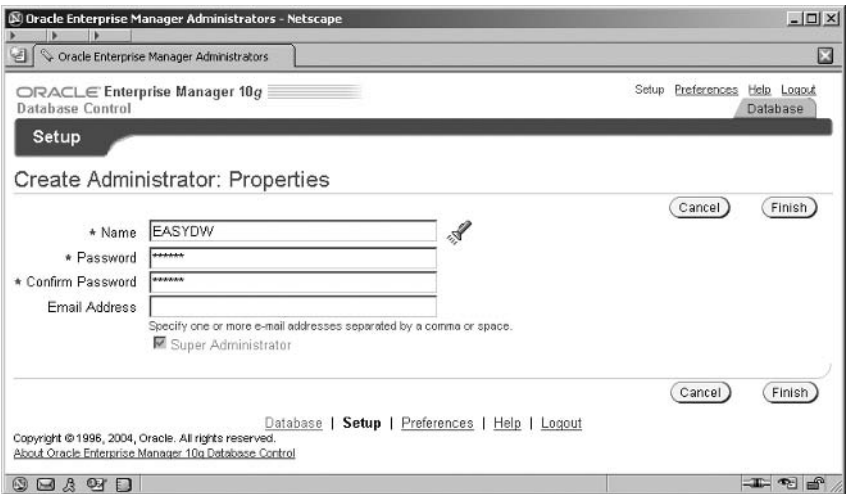 Oracle Enterprise Manager Administrators - Netscape
Oracle Enterprise Manager Administrators
ORACLE Enterprise Manager 10g
Database Control
Setup Preferences Help Logout
Database
Setup
Create Administrator: Properties
Cancel Finish
* Name EASYDW
* Password ******
* Confirm Password ******
Email Address
Specify one or more e-mail addresses separated by a comma or space.
Super Administrator
Cancel Finish
Database | Setup | Preferences | Help | Logout
Copyright © 1996, 2004, Oracle. All rights reserved.
About Oracle Enterprise Manager 10g Database Control